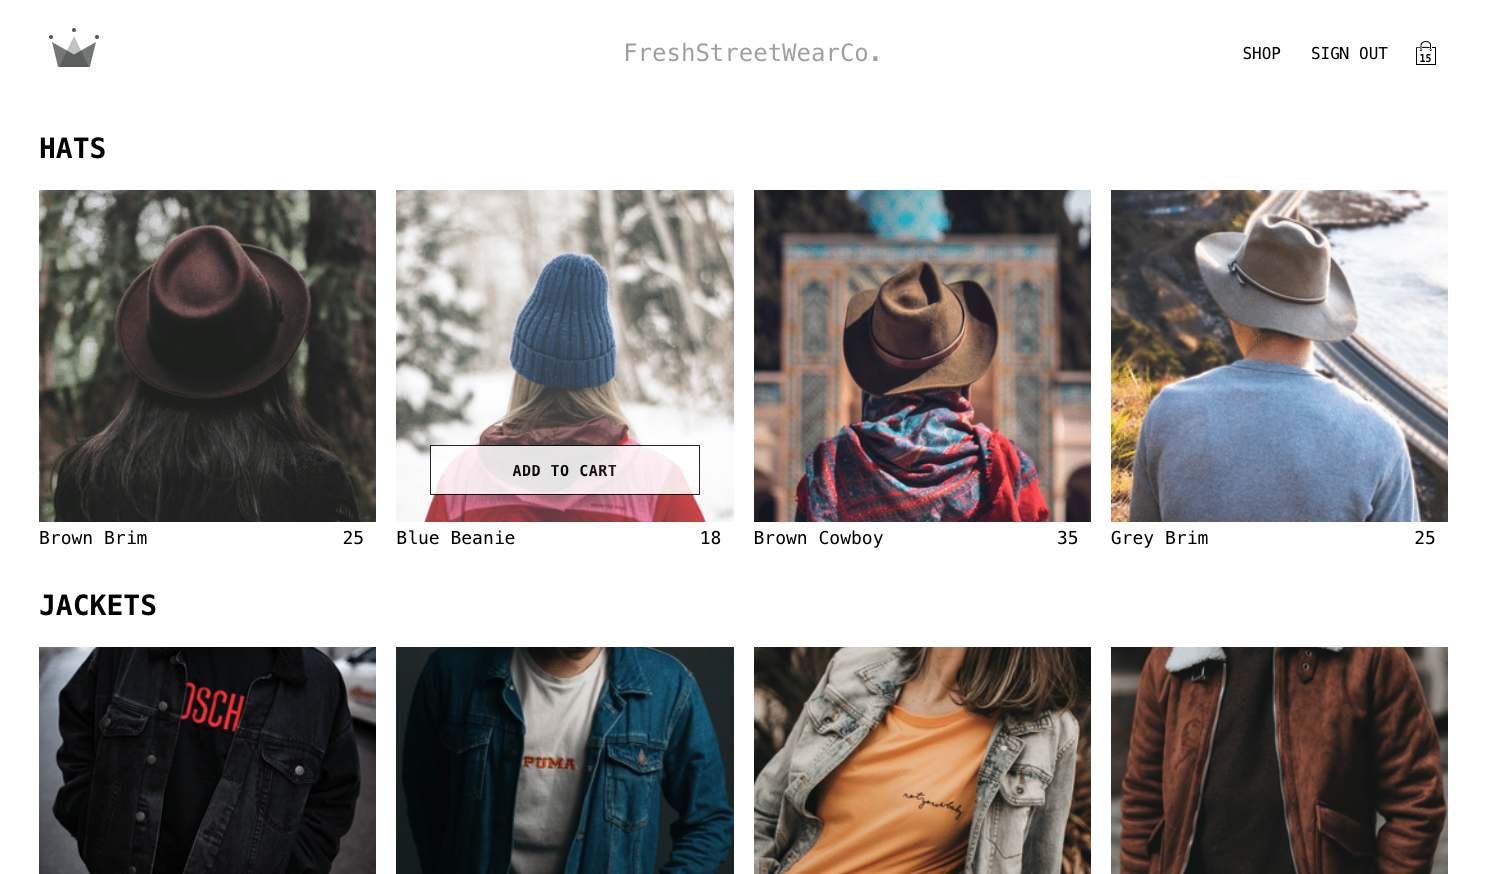 FreshStreetWearCo.
SHOP SIGN OUT 15
HATS
ADD TO CART
Brown Brim 25
Blue Beanie 18
Brown Cowboy 35
Grey Brim 25
JACKETS
OSCH
PUMA
notyourbaby